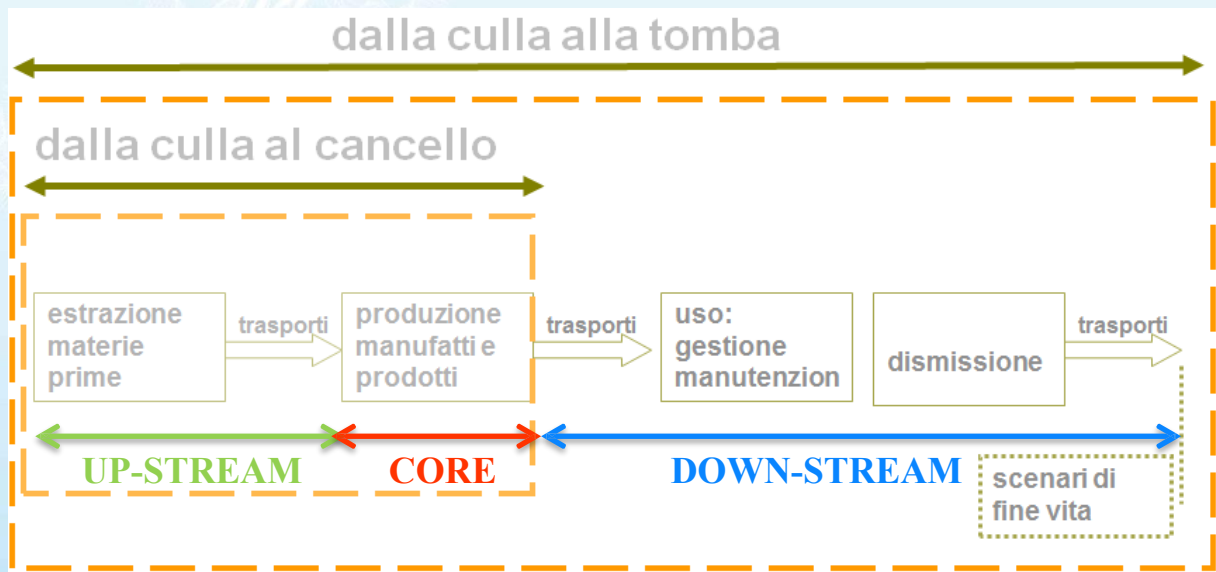 dalla culla alla tomba
dalla culla al cancello
estrazione
materie
prime
trasporti
produzione
manufatti e
prodotti
trasporti
uso:
gestione
manutenzion
dismissione
trasporti
UP-STREAM
CORE
DOWN-STREAM
scenari di
fine vita